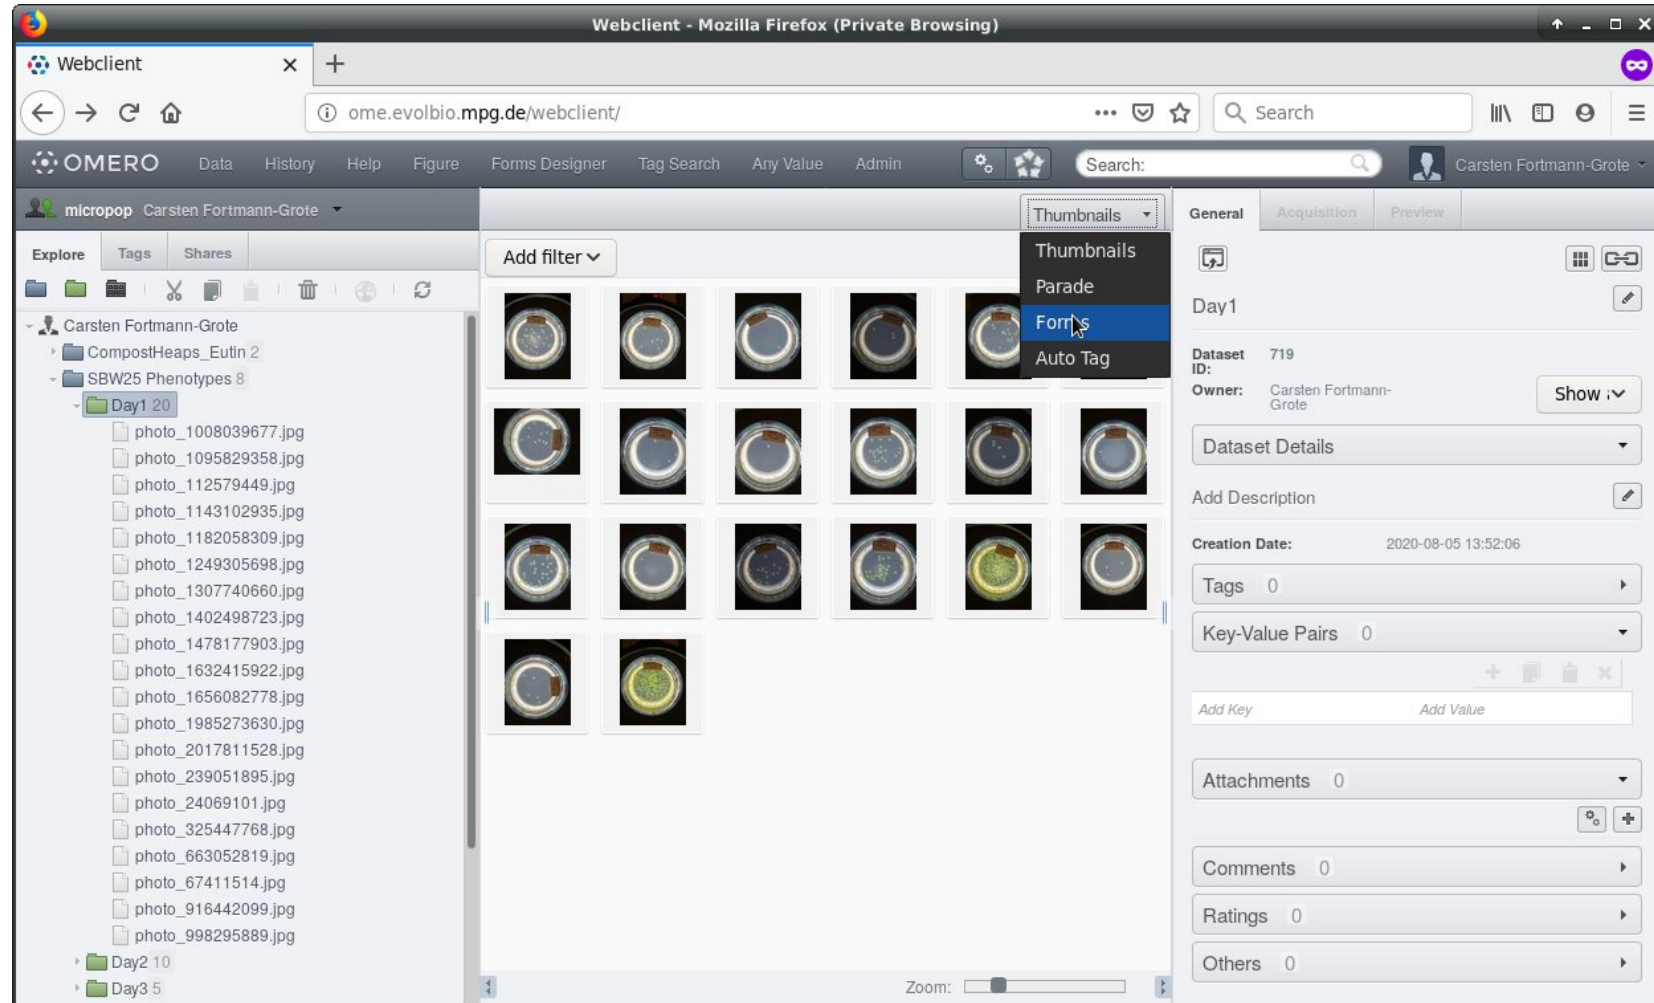 Webclient - Mozilla Firefox (Private Browsing)
Webclient
ome.evolbio.mpg.de/webclient/
Search
OMERO Data History Help Figure Forms Designer Tag Search Any Value Admin Search: Carsten Fortmann-Grote
micropop Carsten Fortmann-Grote
Explore Tags Shares
Carsten Fortmann-Grote
CompostHeaps_Eutin 2
SBW25 Phenotypes 8
Day1 20
photo_1008039677.jpg
photo_1095829358.jpg
photo_112579449.jpg
photo_1143102935.jpg
photo_1182058309.jpg
photo_1249305698.jpg
photo_1307740660.jpg
photo_1402498723.jpg
photo_1478177903.jpg
photo_1632415922.jpg
photo_1656082778.jpg
photo_1985273630.jpg
photo_2017811528.jpg
photo_239051895.jpg
photo_24069101.jpg
photo_325447768.jpg
photo_663052819.jpg
photo_67411514.jpg
photo_916442099.jpg
photo_998295889.jpg
Day2 10
Day3 5
Thumbnails
Add filter
Thumbnails
Parade
Forms
Auto Tag
Zoom:
General Acquisition Preview
Day1
Dataset ID: 719
Owner: Carsten Fortmann-Grote
Show
Dataset Details
Add Description
Creation Date: 2020-08-05 13:52:06
Tags 0
Key-Value Pairs 0
Add Key Add Value
Attachments 0
Comments 0
Ratings 0
Others 0